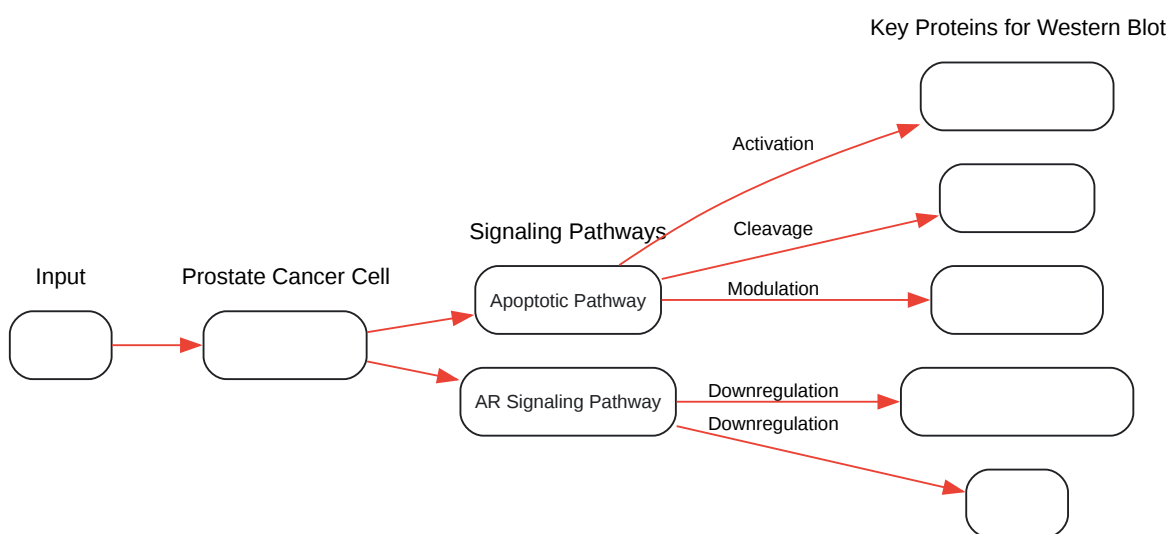 Key Proteins for Western Blot
Activation
Signaling Pathways
Cleavage
Input
Prostate Cancer Cell
Apoptotic Pathway
Modulation
AR Signaling Pathway
Downregulation
Downregulation